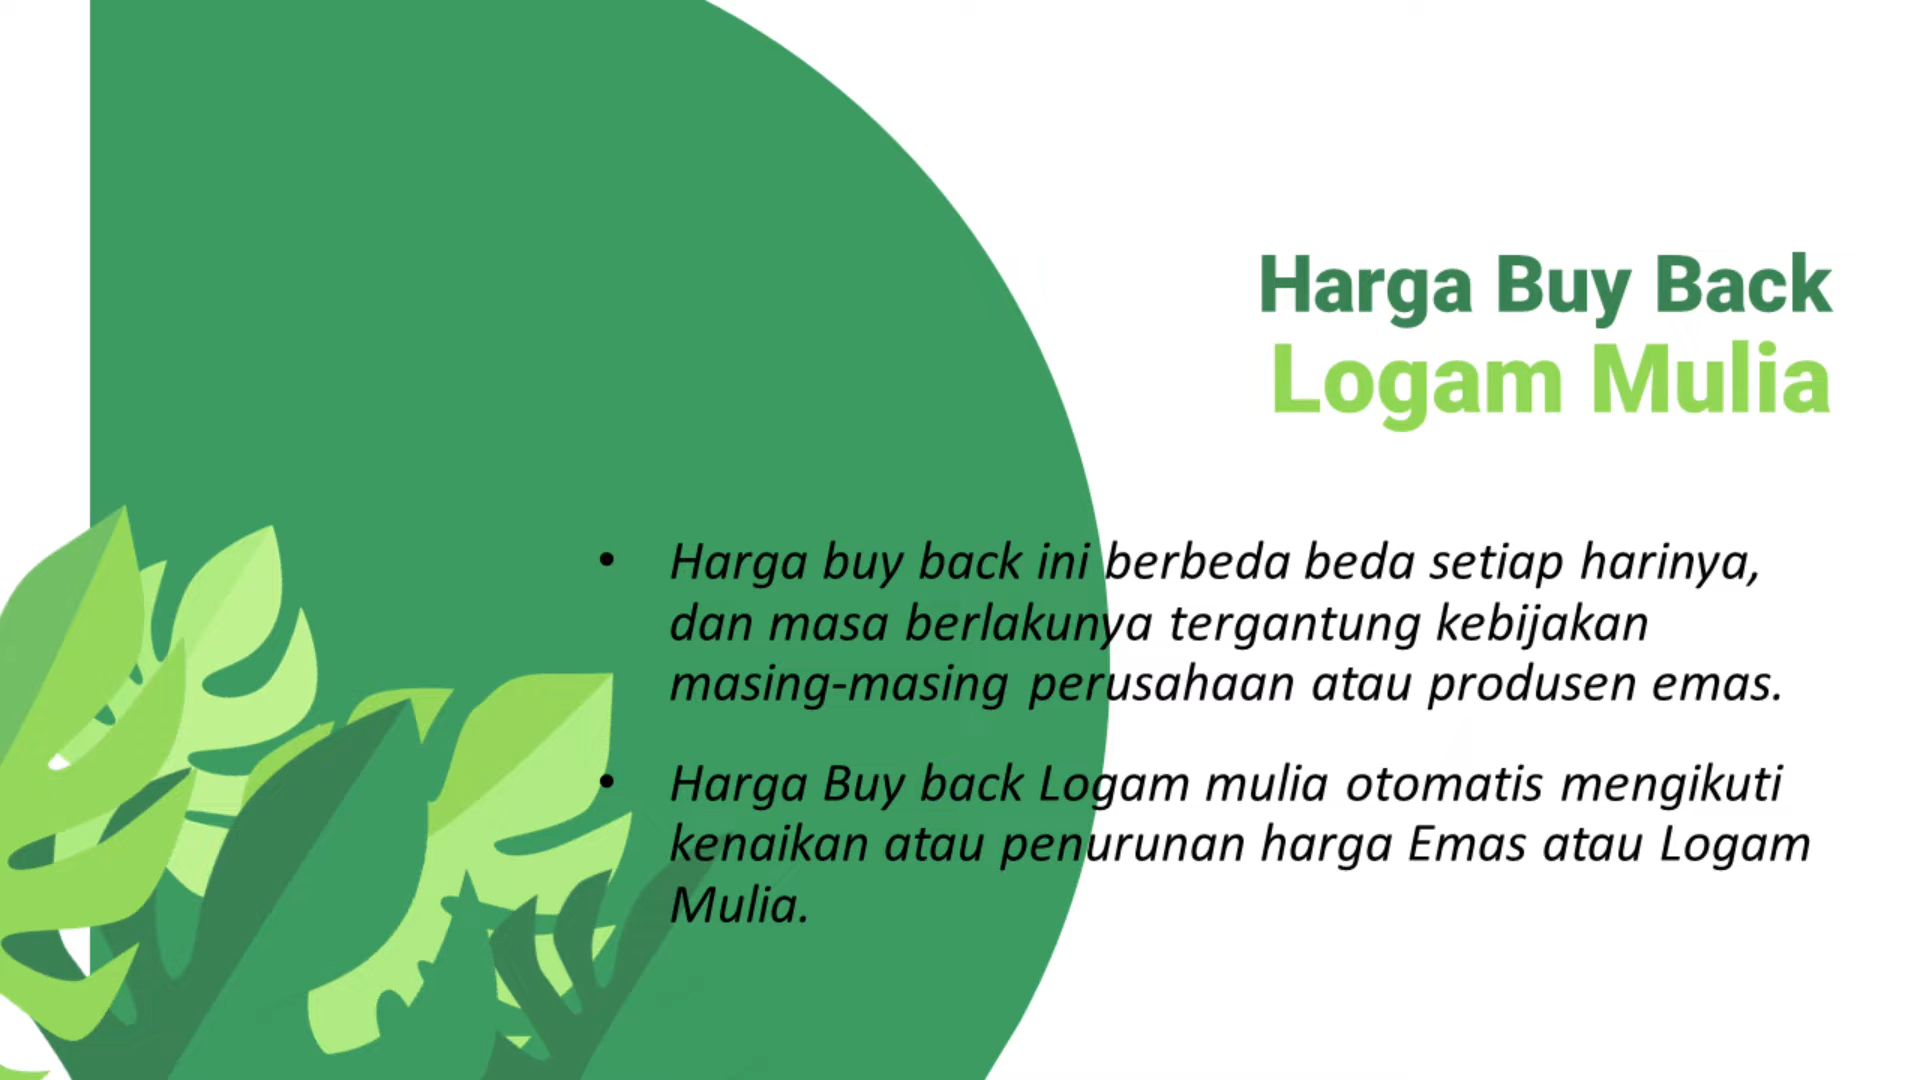 Harga Buy Back
Logam Mulia
• Harga buy back ini berbeda beda setiap harinya,
dan masa berlakunya tergantung kebijakan
masing-masing perusahaan atau produsen emas.
• Harga Buy back Logam mulia otomatis mengikuti
kenaikan atau penurunan harga Emas atau Logam
Mulia.